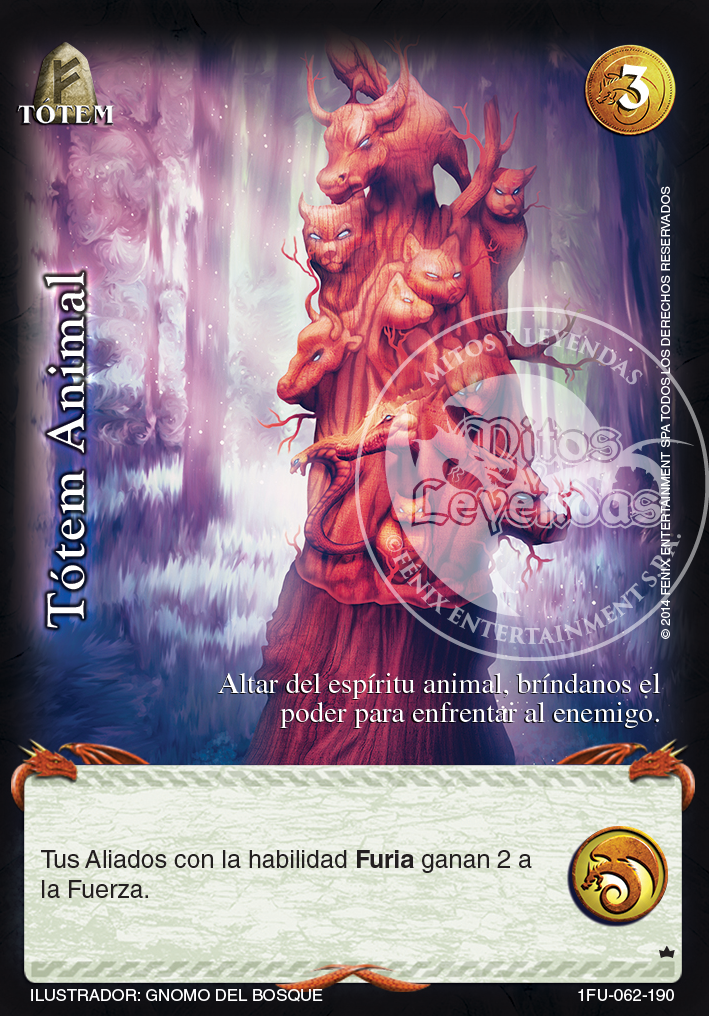 TÓTEM
3
Tótem Animal
MITOS Y LEYENDAS
Mitos
Leyendas
© FÉNIX ENTERTAINMENT S.P.A.
© 2014 FENIX ENTERTAINMENT SPA TODOS LOS DERECHOS RESERVADOS
Altar del espíritu animal, bríndanos el
poder para enfrentar al enemigo.
Tus Aliados con la habilidad Furia ganan 2 a
la Fuerza.
ILUSTRADOR: GNOMO DEL BOSQUE
1FU-062-190